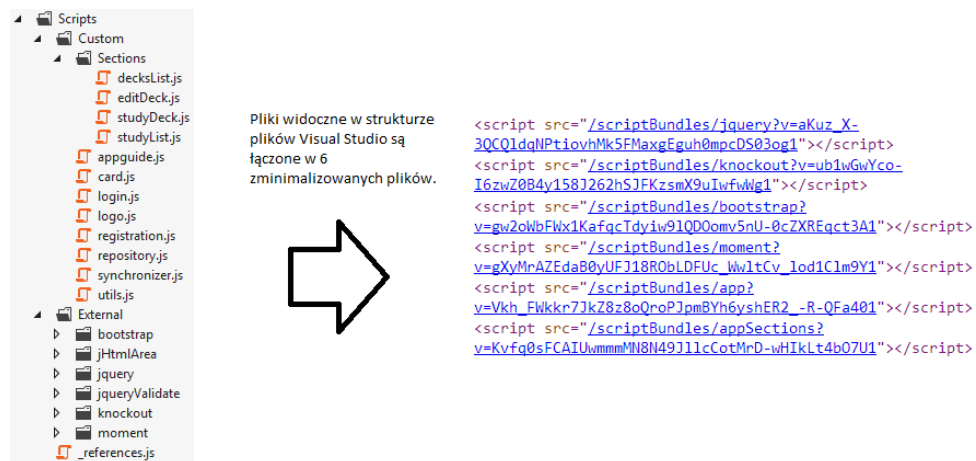 Scripts
Custom
Sections
decksList.js
editDeck.js
studyDeck.js
studyList.js
appguide.js
card.js
login.js
logo.js
registration.js
repository.js
synchronizer.js
utils.js
External
bootstrap
jHtmlArea
jquery
jqueryValidate
knockout
moment
_references.js
Pliki widoczne w strukturze
plików Visual Studio są
łączone w 6
zminimalizowanych plików.
<script src="/scriptBundles/jquery?v=aKuz_X-
3QCQldqNPtiovhMk5FMaxgEguh0mpcDS03og1"></script>
<script src="/scriptBundles/knockout?v=ub1wGwYco-
I6zwZ0B4y158J262hSJFKzsmX9uIwfwWg1"></script>
<script src="/scriptBundles/bootstrap?
v=gw2oWbFWx1KafqcTdyiw9lQDOomv5nU-0cZXREqct3A1"></script>
<script src="/scriptBundles/moment?
v=gXyMrAZEdaB0yUFJ18RObLDFUc_WwltCv_lod1Clm9Y1"></script>
<script src="/scriptBundles/app?
v=Vkh_FWkkr7JkZ8z8oQroPJpmBYh6yshER2_-R-QFa401"></script>
<script src="/scriptBundles/appSections?
v=Kvfq0sFCAIUwmmmMN8N49JllcCotMrD-wHIkLt4bO7U1"></script>